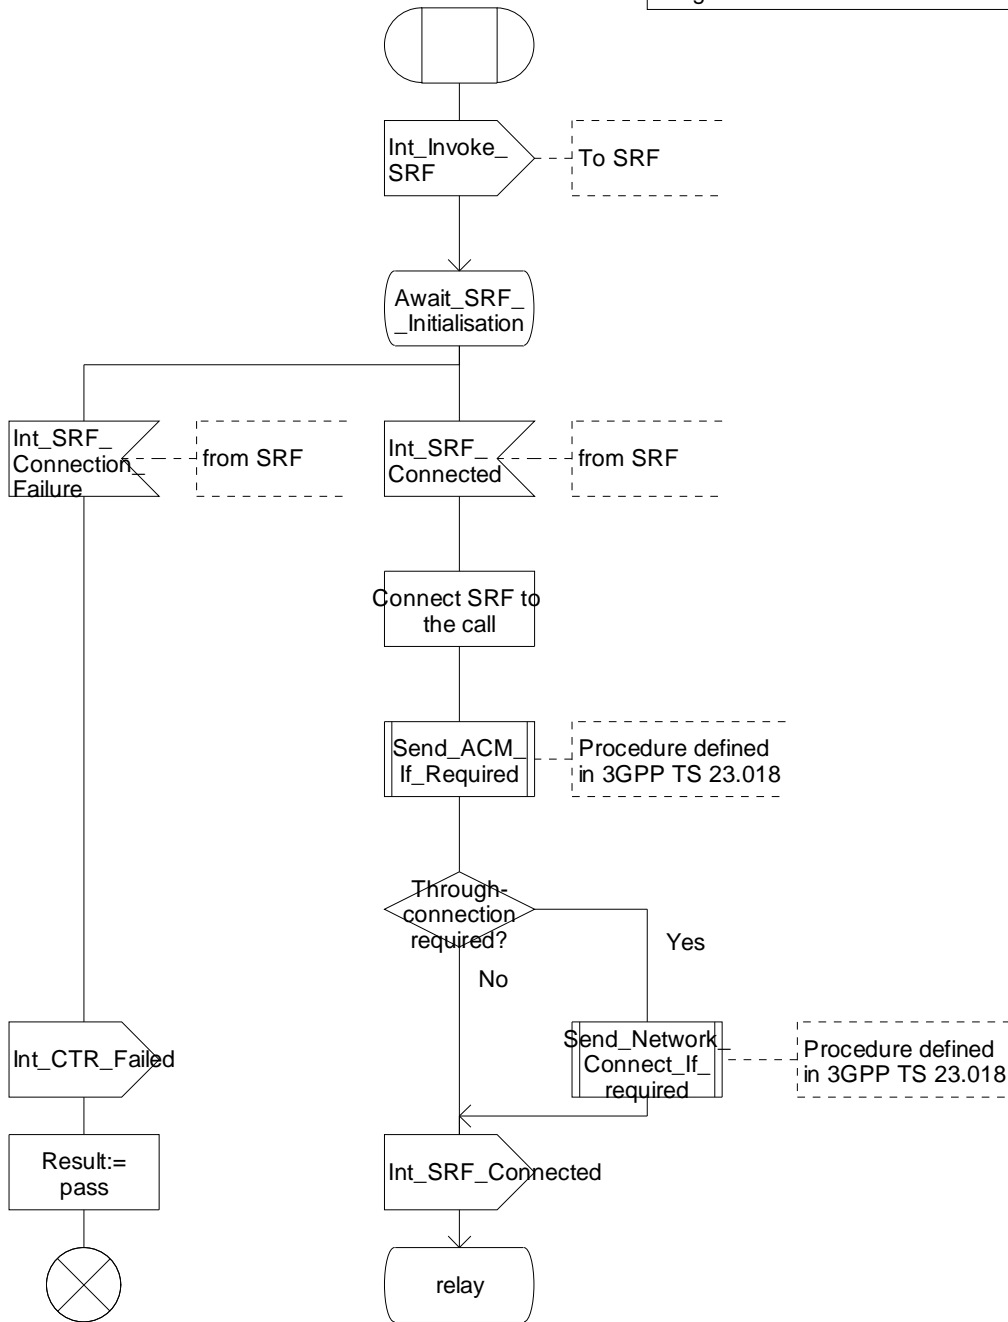 Int_Invoke_
SRF
To SRF
Await_SRF_
_Initialisation
Int_SRF_
Connection_
Failure
from SRF
Int_SRF_
Connected
from SRF
Connect SRF to
the call
Send_ACM_
If_Required
Procedure defined
in 3GPP TS 23.018
Through-
connection
required?
Yes
No
Int_CTR_Failed
Send_Network_
Connect_If_
required
Procedure defined
in 3GPP TS 23.018
Result:=
pass
Int_SRF_Connected
relay